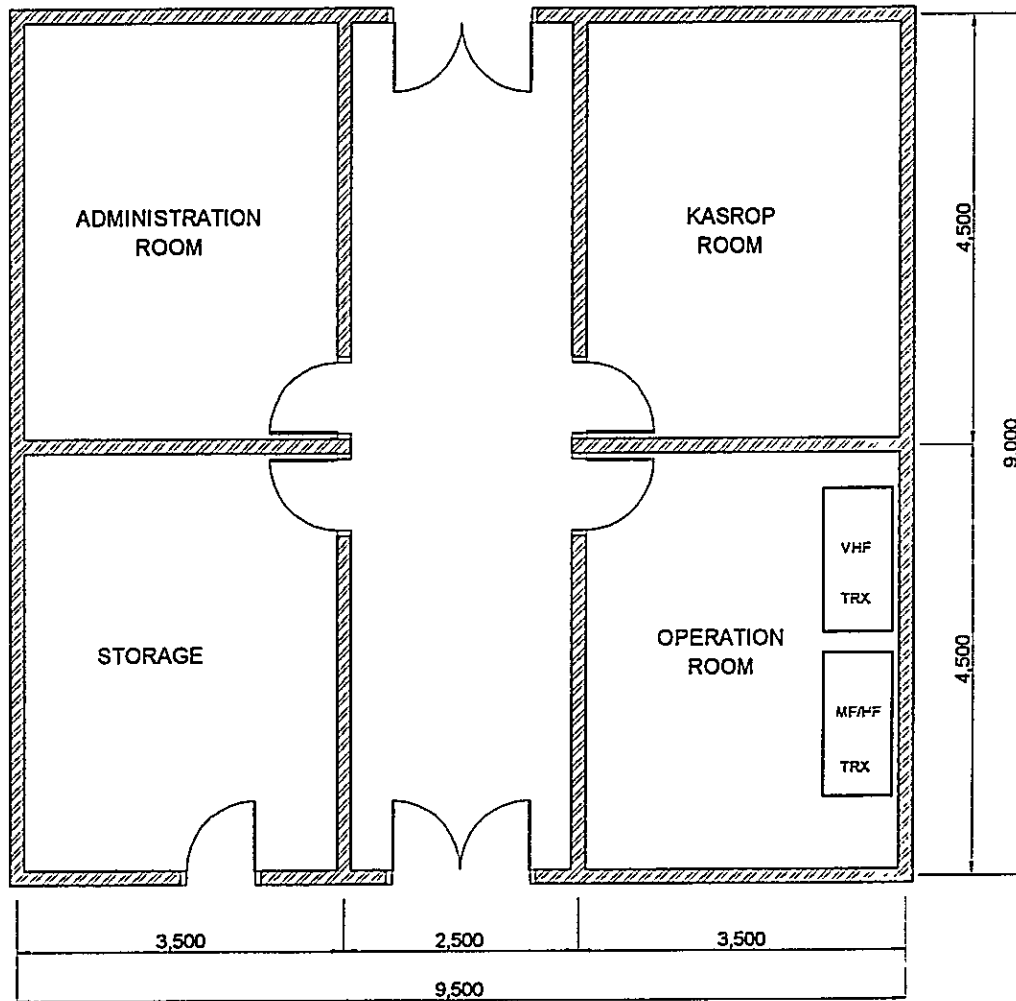 ADMINISTRATION
ROOM
KASROP
ROOM
4,500
9,000
VHF
TRX
STORAGE
OPERATION
ROOM
4,500
MF/HF
TRX
3,500
2,500
3,500
9,500